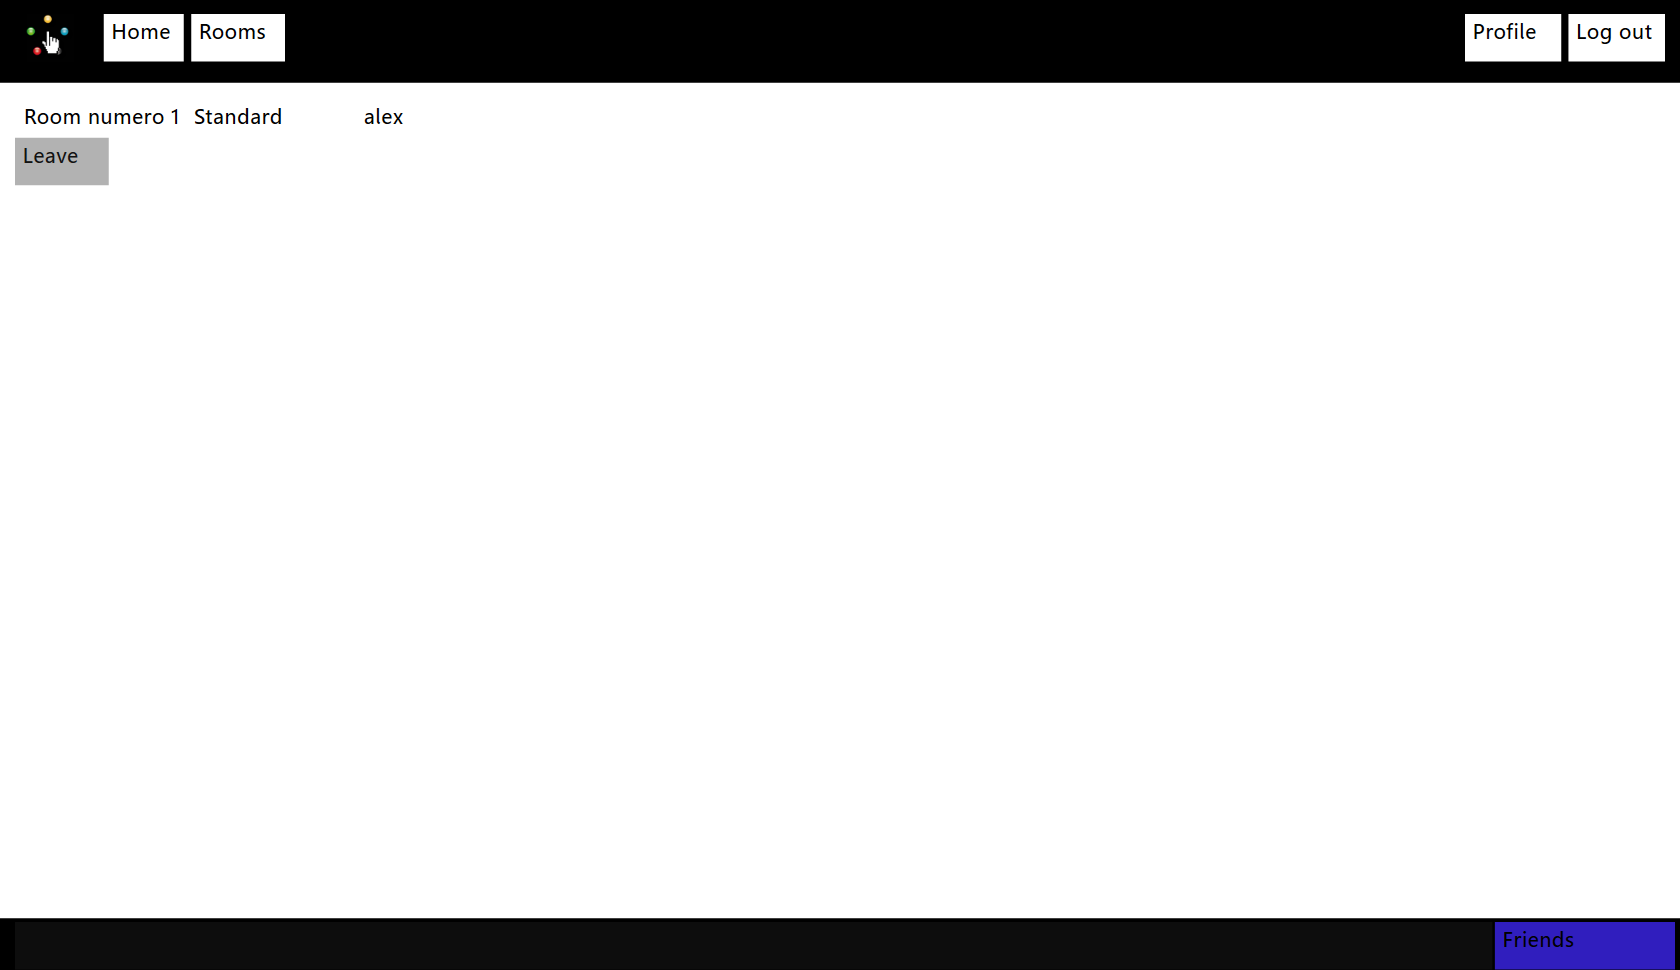 Home Rooms Profile Log out
Room numero 1 Standard alex
Leave
Friends